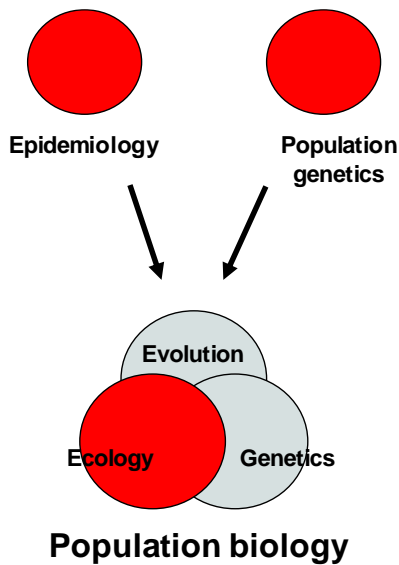 Epidemiology
Population
genetics
Evolution
Ecology
Genetics
Population biology